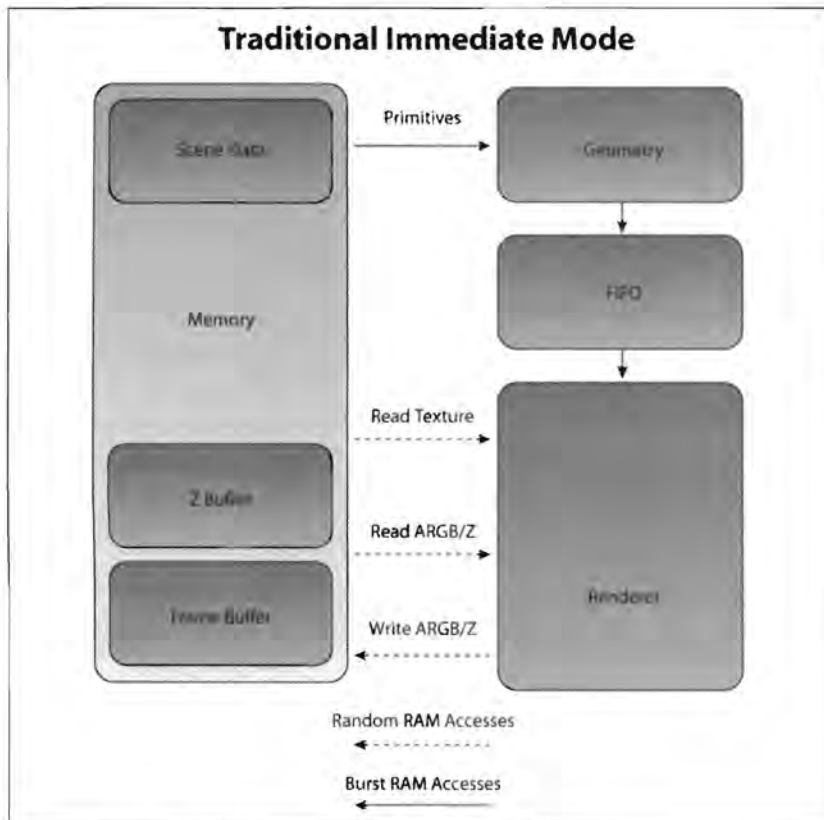 Traditional Immediate Mode
Scene Data
Primitives
Geometry
FIFO
Memory
Read Texture
Z Buffer
Read ARGB/Z
Renderer
Frame Buffer
Write ARGB/Z
Random RAM Accesses
Burst RAM Accesses